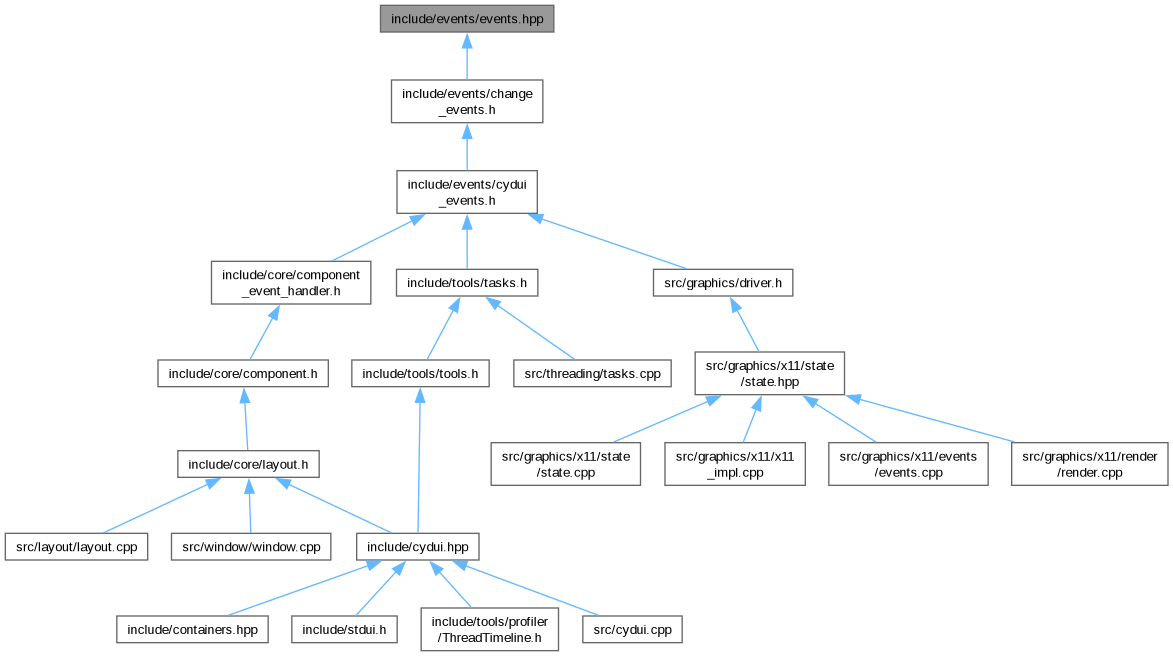 include/events/events.hpp
include/events/change
_events.h
include/events/cydui
_events.h
include/core/component
_event_handler.h
include/tools/tasks.h
src/graphics/driver.h
include/core/component.h
include/tools/tools.h
src/threading/tasks.cpp
src/graphics/x11/state
/state.hpp
include/core/layout.h
src/graphics/x11/state
/state.cpp
src/graphics/x11/x11
_impl.cpp
src/graphics/x11/events
/events.cpp
src/graphics/x11/render
/render.cpp
src/layout/layout.cpp
src/window/window.cpp
include/cydui.hpp
include/containers.hpp
include/stdui.h
include/tools/profiler
/ThreadTimeline.h
src/cydui.cpp